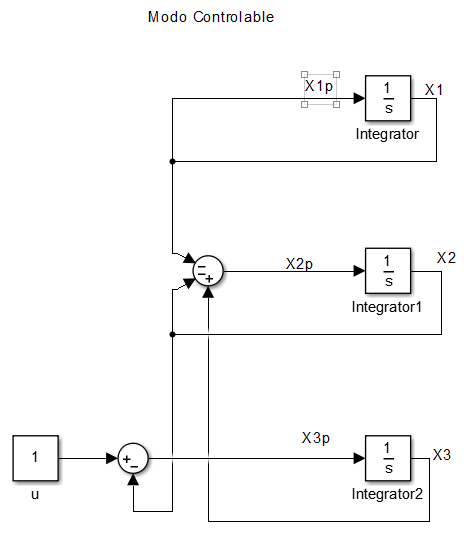 Modo Controlable
X1p
1
s
X1
Integrator
−
−
+
X2p
1
s
X2
Integrator1
1
u
+
−
X3p
1
s
X3
Integrator2